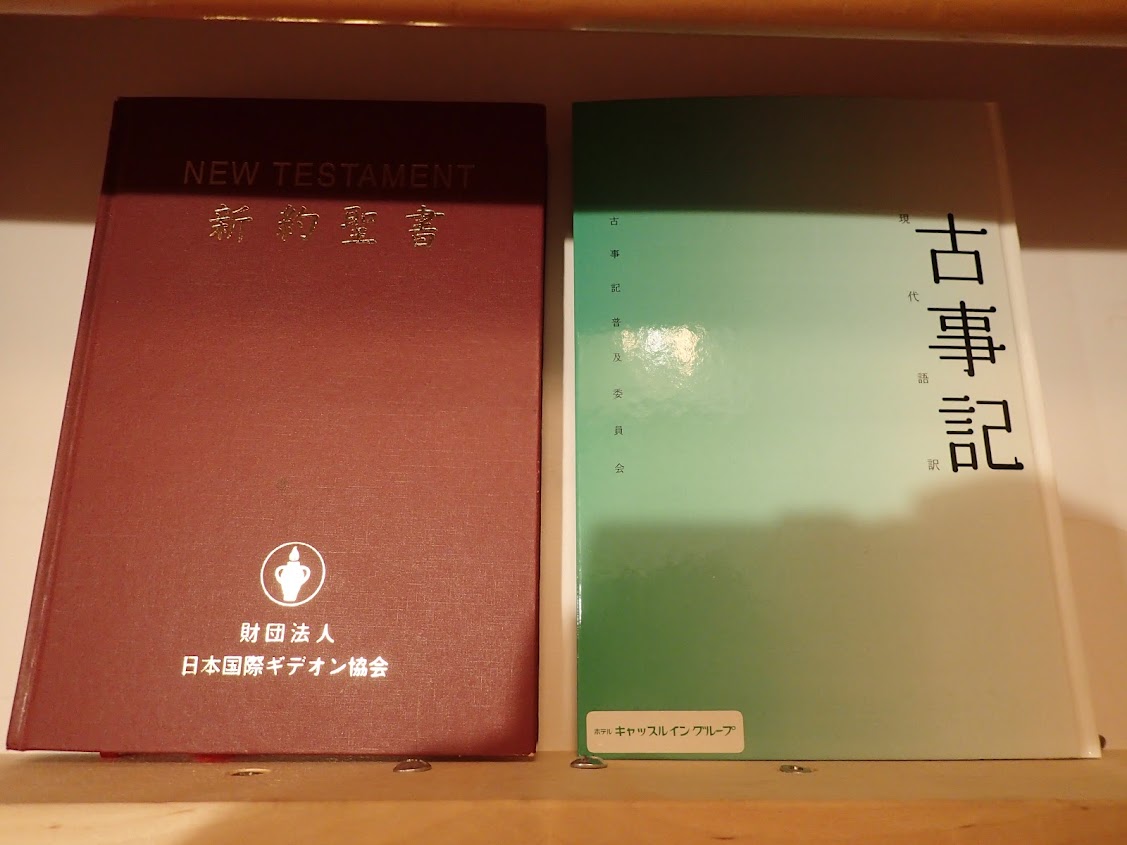 NEW TESTAMENT
新約聖書
財団法人
日本国際ギデオン協会
古事記
現代語訳
古事記普及委員会
ホテル キャッスルイン グループ